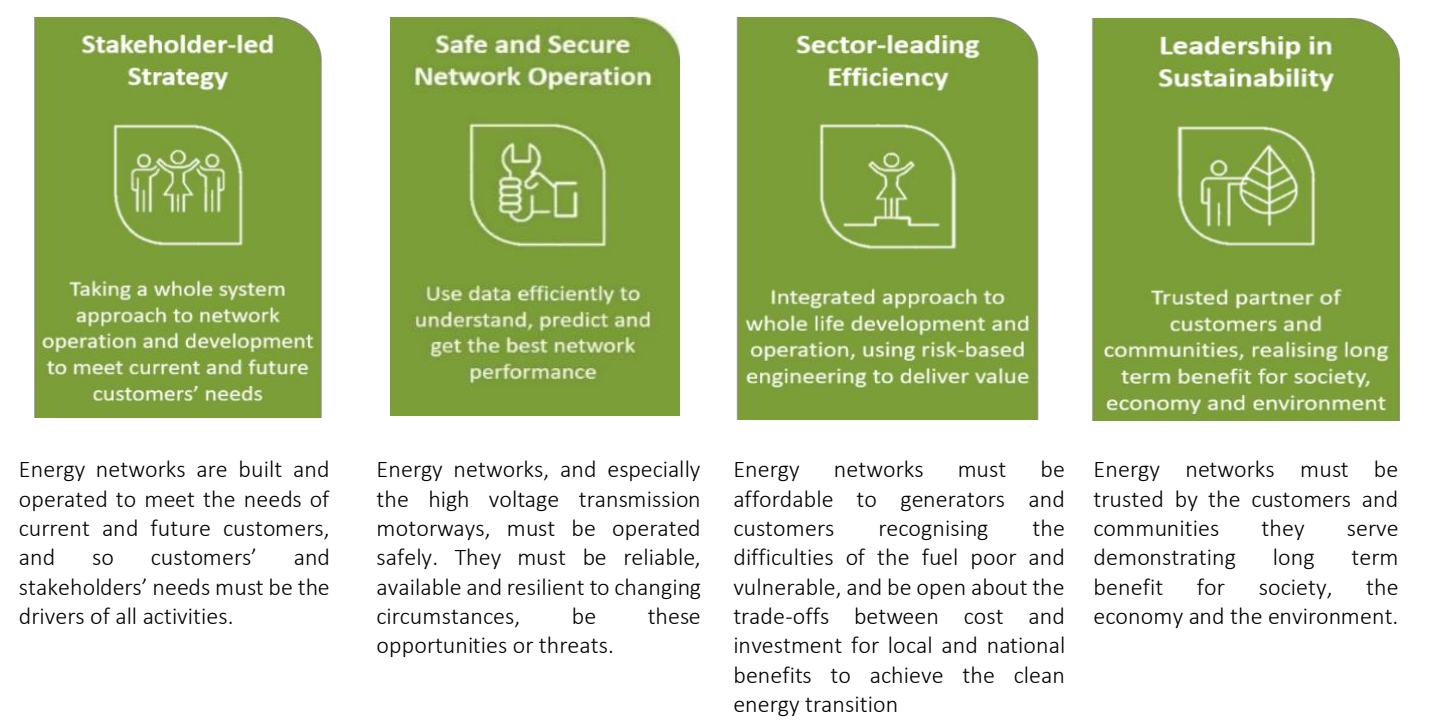 Stakeholder-led
Strategy
Taking a whole system
approach to network
operation and development
to meet current and future
customers’ needs
Energy networks are built and
operated to meet the needs of
current and future customers,
and so customers’ and
stakeholders’ needs must be the
drivers of all activities.
Safe and Secure
Network Operation
Use data efficiently to
understand, predict and
get the best network
performance
Energy networks, and especially
the high voltage transmission
motorways, must be operated
safely. They must be reliable,
available and resilient to changing
circumstances, be these
opportunities or threats.
Sector-leading
Efficiency
Integrated approach to
whole life development and
operation, using risk-based
engineering to deliver value
Energy networks must be
affordable to generators and
customers recognising the
difficulties of the fuel poor and
vulnerable, and be open about the
trade-offs between cost and
investment for local and national
benefits to achieve the clean
energy transition
Leadership in
Sustainability
Trusted partner of
customers and
communities, realising long
term benefit for society,
economy and environment
Energy networks must be
trusted by the customers and
communities they serve
demonstrating long term
benefit for society, the
economy and the environment.